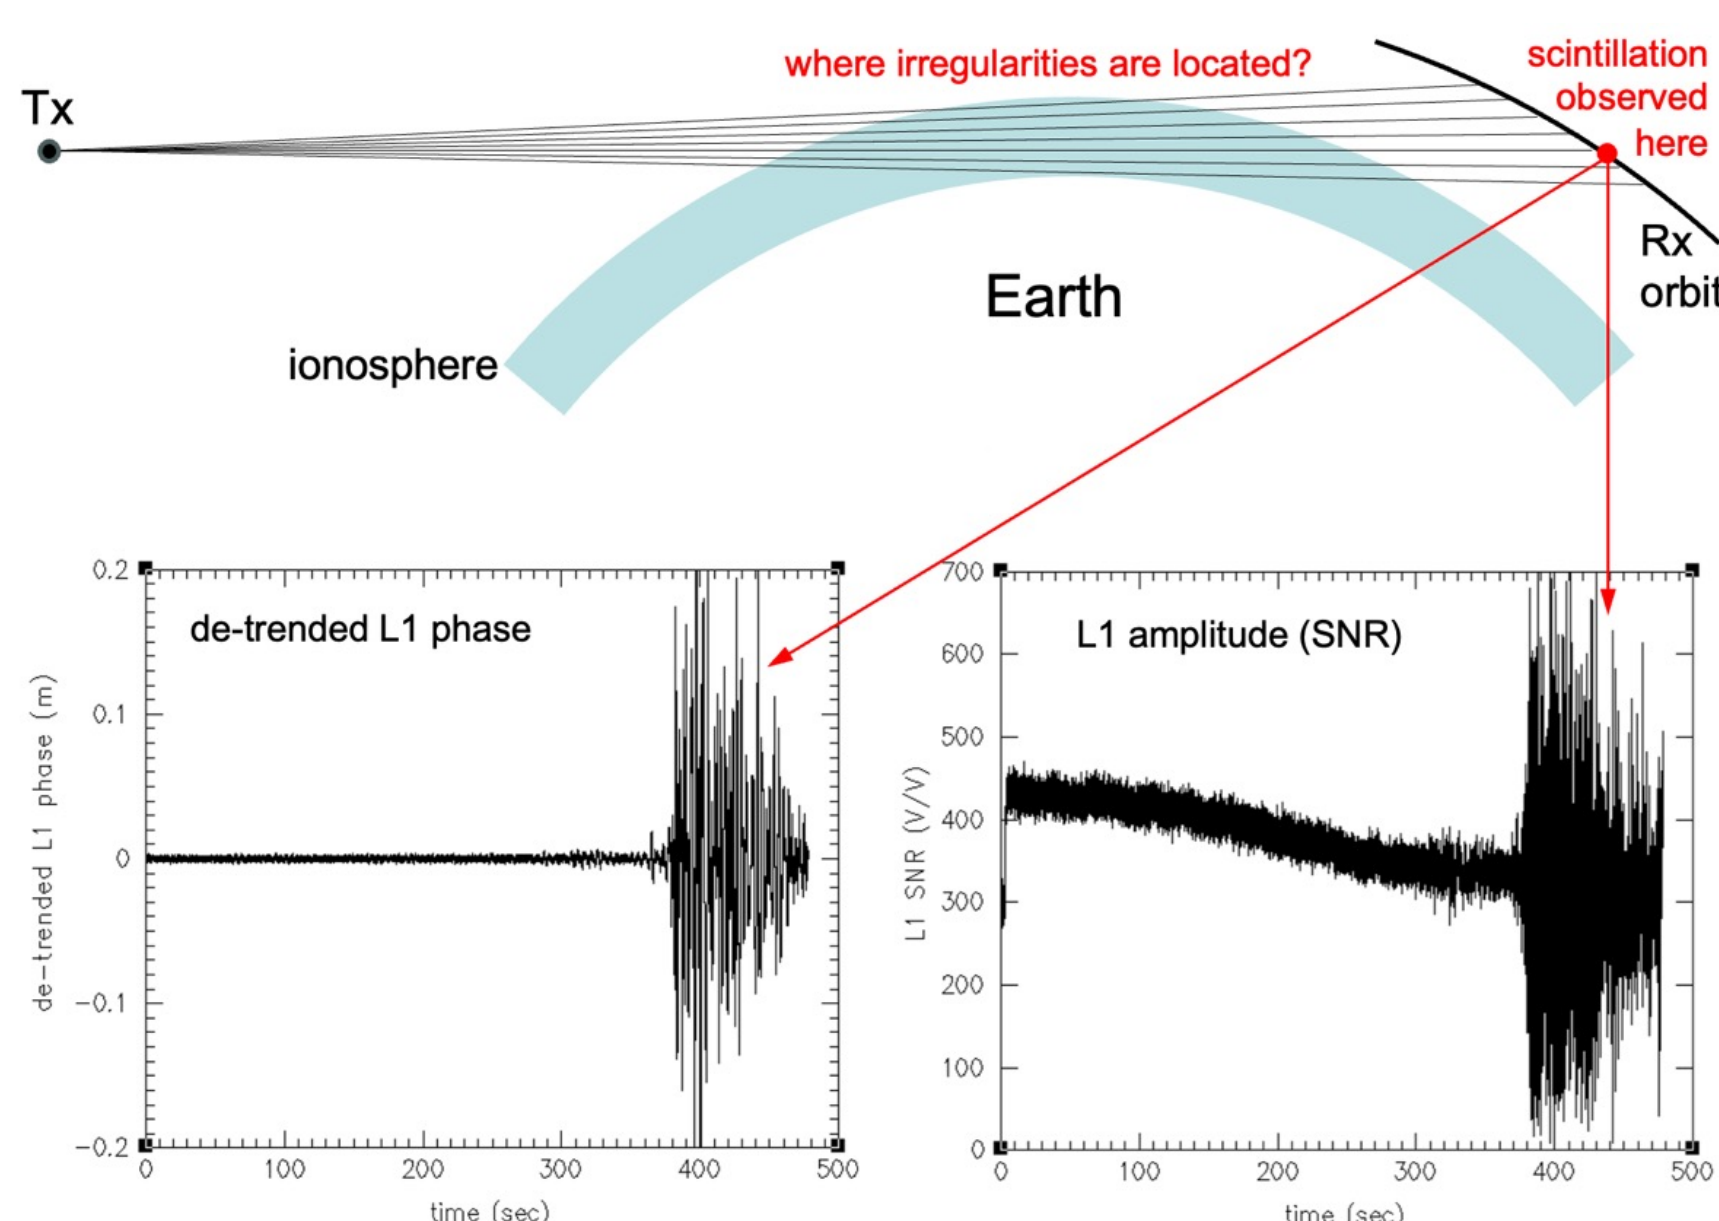 where irregularities are located?
scintillation
observed
here
Tx
Rx
orbit
Earth
ionosphere
de-trended L1 phase
0.2
0.1
0
−0.1
−0.2
de-trended L1 phase (m)
0 100 200 300 400 500
time (sec)
L1 amplitude (SNR)
700
600
500
400
300
200
100
0
L1 SNR (V/V)
0 100 200 300 400 500
time (sec)